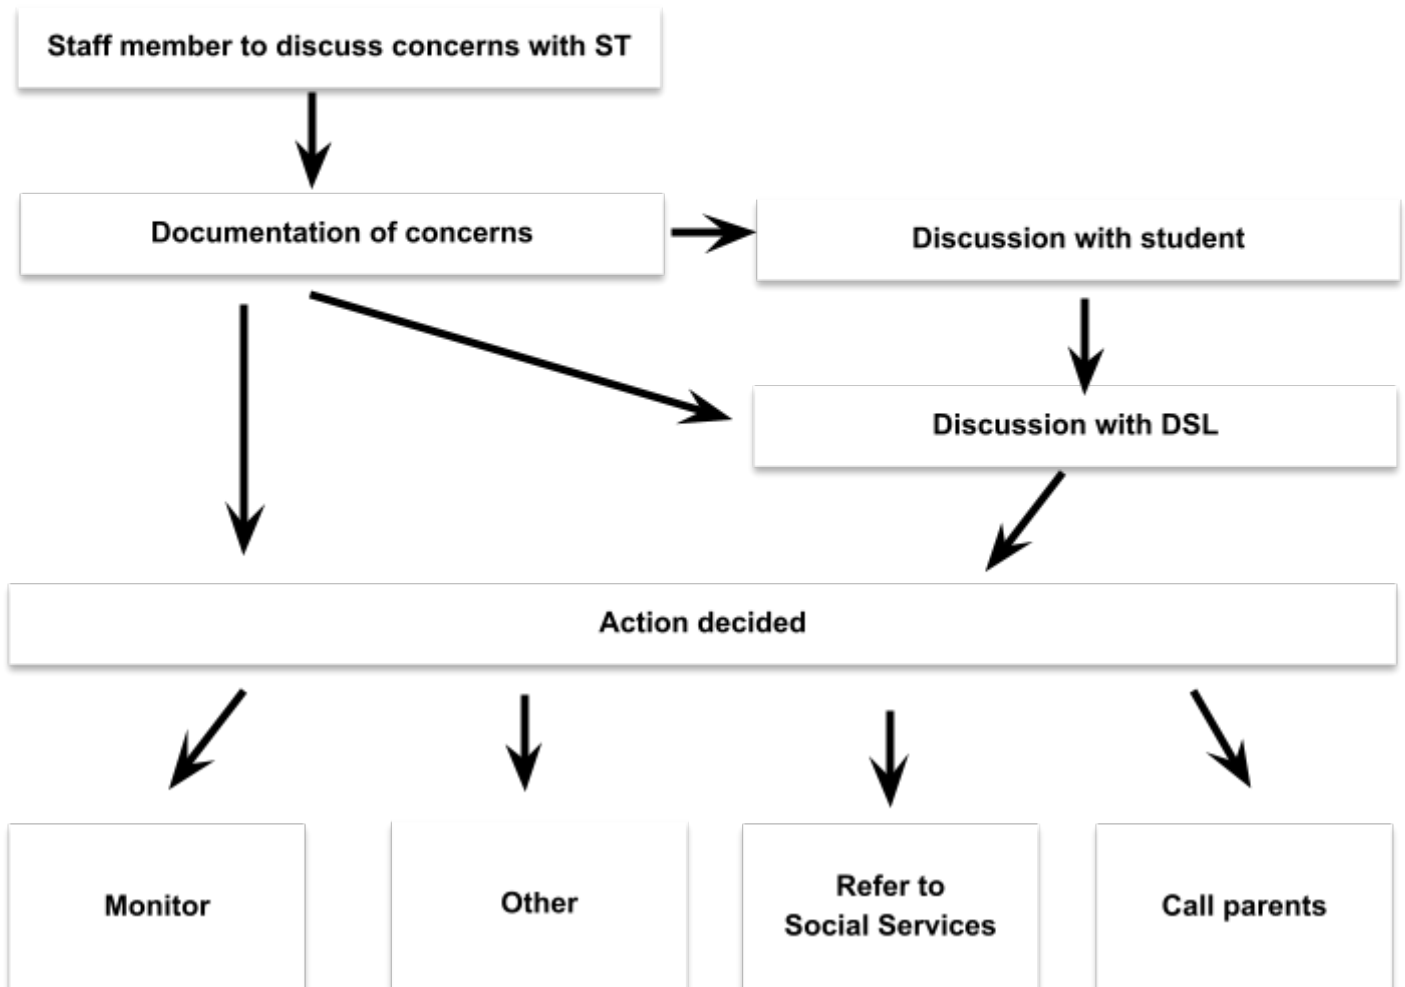 Staff member to discuss concerns with ST
Documentation of concerns
Discussion with student
Discussion with DSL
Action decided
Monitor
Other
Refer to
Social Services
Call parents